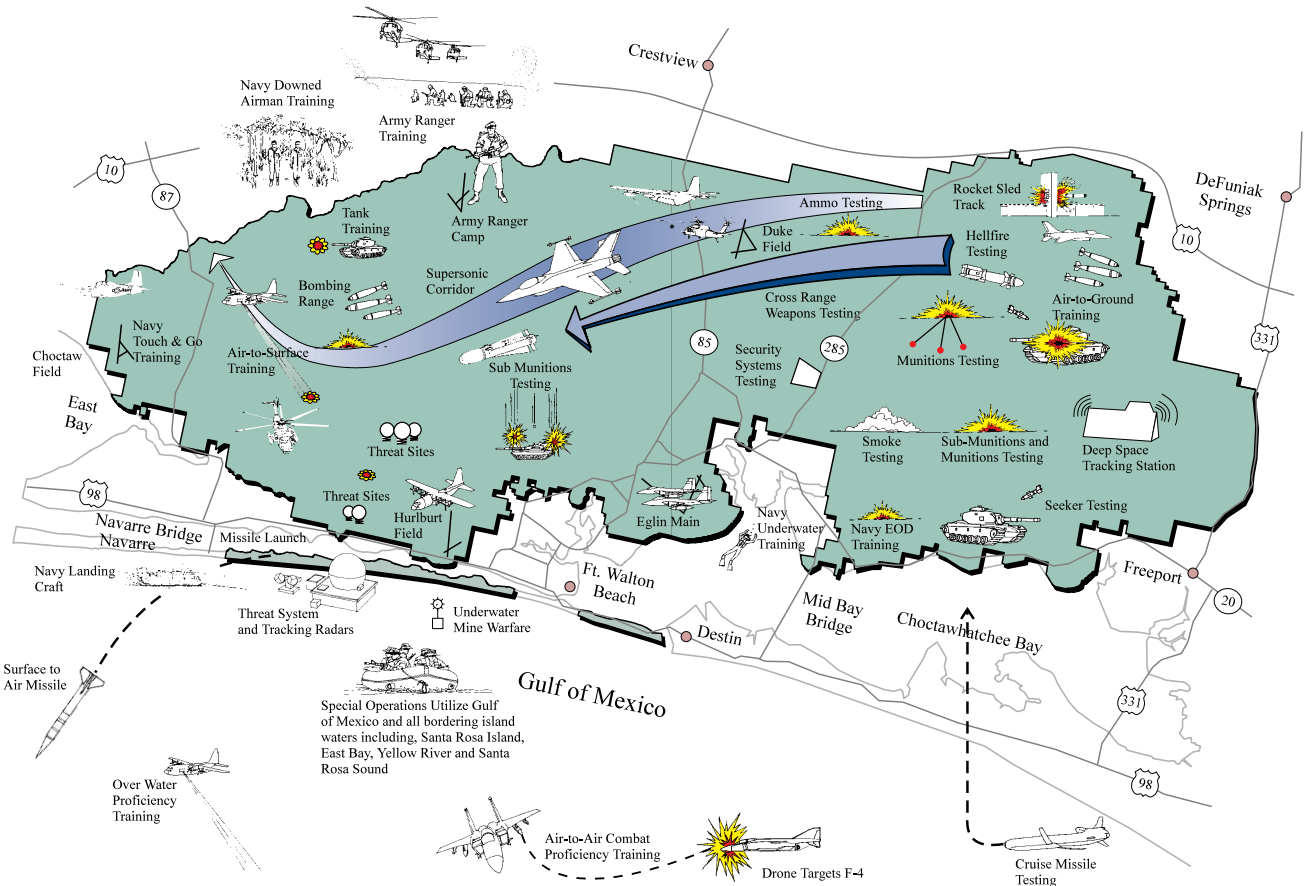 Crestview
Navy Downed
Airman Training
Army Ranger
Training
10
87
DeFuniak
Springs
Rocket Sled
Track
Ammo Testing
Tank
Training
Army Ranger
Camp
Duke
Field
Hellfire
Testing
10
Supersonic
Corridor
Bombing
Range
Cross Range
Weapons Testing
Air-to-Ground
Training
Navy
Touch & Go
Training
Choctaw
Field
Air-to-Surface
Training
85
285
331
Security
Systems
Testing
Munitions Testing
Sub Munitions
Testing
East
Bay
Threat Sites
Smoke
Testing
Sub-Munitions and
Munitions Testing
Deep Space
Tracking Station
98
Threat Sites
Hurlburt
Field
Eglin Main
Navy
Underwater
Training
Navy EOD
Training
Seeker Testing
Navarre Bridge
Navarre
Missile Launch
Navy Landing
Craft
Threat System
and Tracking Radars
Underwater
Mine Warfare
Ft. Walton
Beach
Destin
Mid Bay
Bridge
Choctawhatchee Bay
Freeport
20
Surface to
Air Missile
Gulf of Mexico
331
Special Operations Utilize Gulf
of Mexico and all bordering island
waters including, Santa Rosa Island,
East Bay, Yellow River and Santa
Rosa Sound
98
Over Water
Proficiency
Training
Air-to-Air Combat
Proficiency Training
Drone Targets F-4
Cruise Missile
Testing